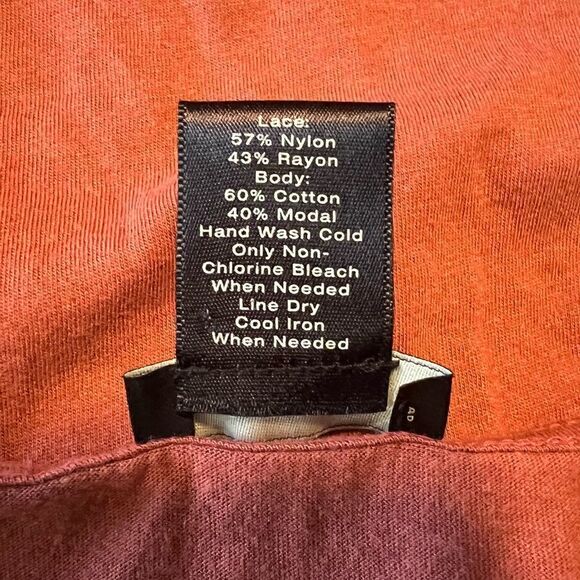 Lace:
57% Nylon
43% Rayon
Body:
60% Cotton
40% Modal
Hand Wash Cold
Only Non-
Chlorine Bleach
When Needed
Line Dry
Cool Iron
When Needed
AD